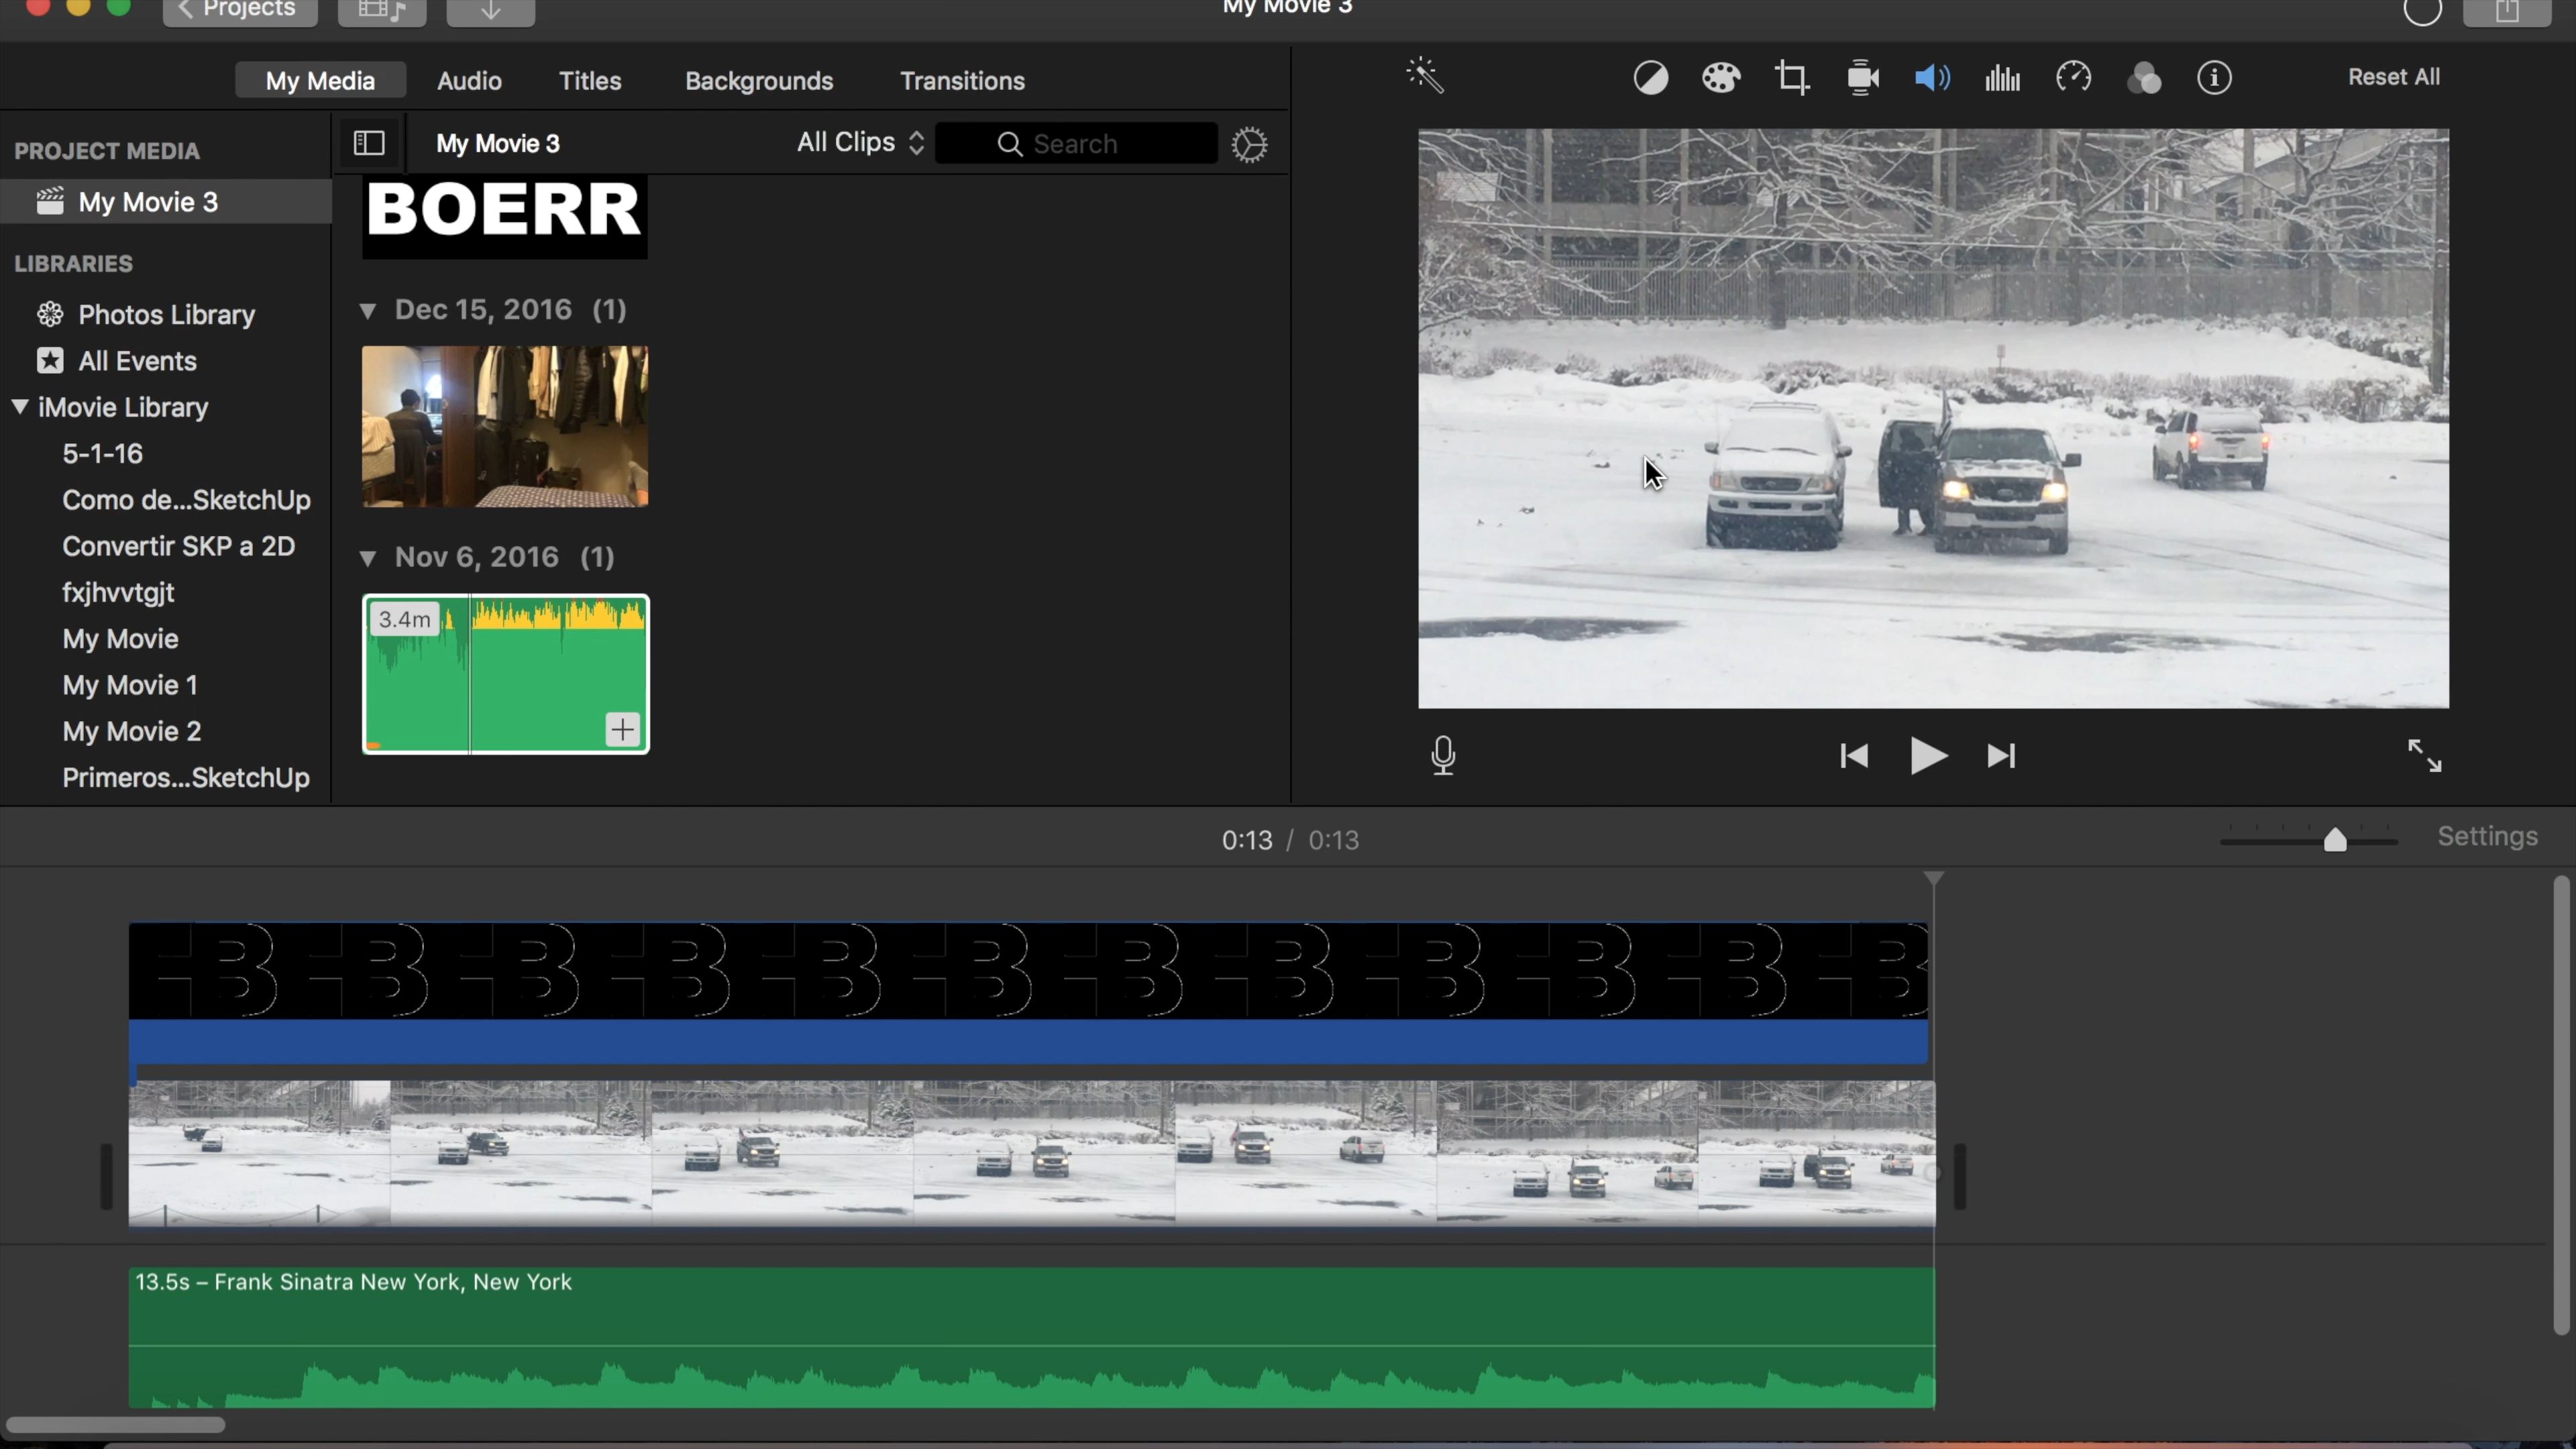 Projects
My Movie 3
My Media
Audio
Titles
Backgrounds
Transitions
Reset All
PROJECT MEDIA
My Movie 3
LIBRARIES
Photos Library
All Events
iMovie Library
5-1-16
Como de...SketchUp
Convertir SKP a 2D
fxjhvvtgjt
My Movie
My Movie 1
My Movie 2
Primeros...SketchUp
My Movie 3
All Clips
Search
BOERR
Dec 15, 2016 (1)
Nov 6, 2016 (1)
3.4m
0:13 / 0:13
Settings
13.5s – Frank Sinatra New York, New York